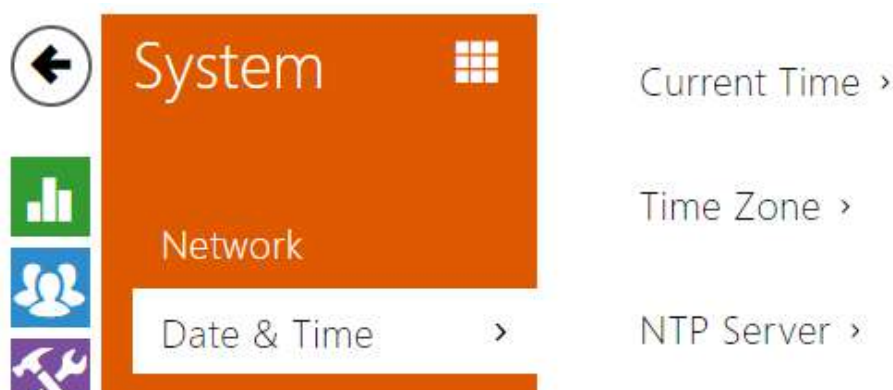 System
Network
Date & Time
Current Time
Time Zone
NTP Server